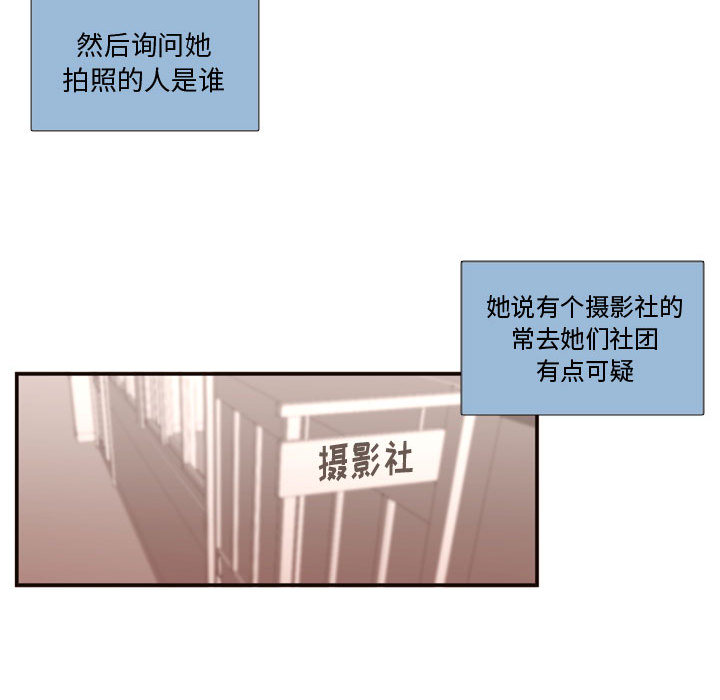 然后询问她
拍照的人是谁
她说有个摄影社的
常去她们社团
有点可疑
摄影社